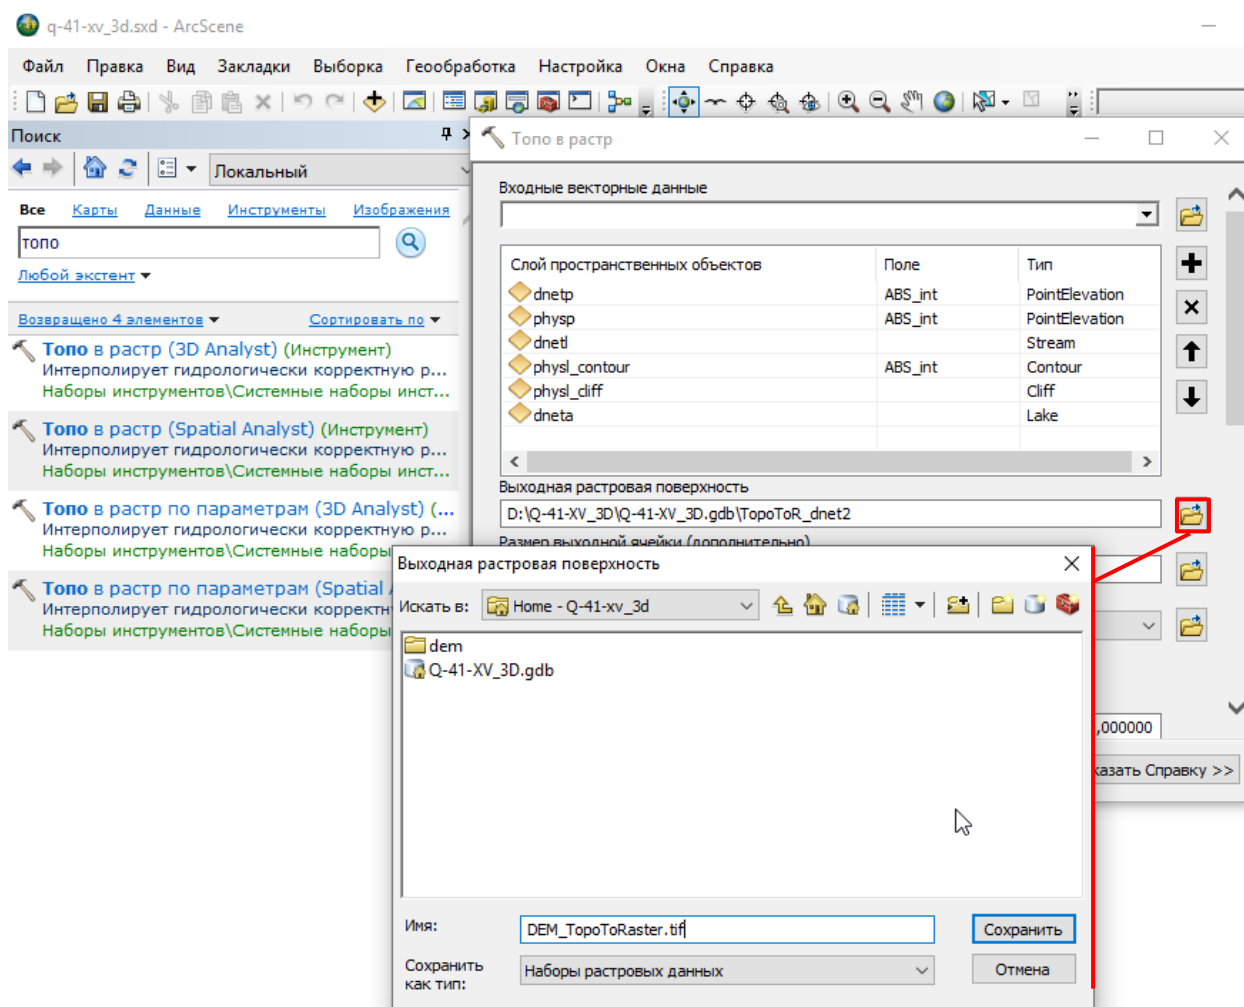 q-41-xv_3d.sxd - ArcScene
Файл Правка Вид Закладки Выборка Геообработка Настройка Окна Справка
Поиск
Локальный
Все Карты Данные Инструменты Изображения
топо
Любой экстент
Возвращено 4 элементов Сортировать по
Топо в растр (3D Analyst) (Инструмент)
Интерполирует гидрологически корректную р...
Наборы инструментов\Системные наборы инст...
Топо в растр (Spatial Analyst) (Инструмент)
Интерполирует гидрологически корректную р...
Наборы инструментов\Системные наборы инст...
Топо в растр по параметрам (3D Analyst) (...
Интерполирует гидрологически корректную р...
Наборы инструментов\Системные наборы
Топо в растр по параметрам (Spatial
Интерполирует гидрологически коррект
Наборы инструментов\Системные наборы
Топо в растр
Входные векторные данные
Слой пространственных объектов Поле Тип
dnetp ABS_int PointElevation
physp ABS_int PointElevation
dnetl Stream
physl_contour ABS_int Contour
physl_cliff Cliff
dneta Lake
Выходная растровая поверхность
D:\Q-41-XV_3D\Q-41-XV_3D.gdb\TopoToR_dnet2
Размер выходной ячейки (дополнительно)
,000000
казать Справку >>
Выходная растровая поверхность
Искать в: Home - Q-41-xv_3d
dem
Q-41-XV_3D.gdb
Имя: DEM_TopoToRaster.tif Сохранить
Сохранить как тип: Наборы растровых данных Отмена